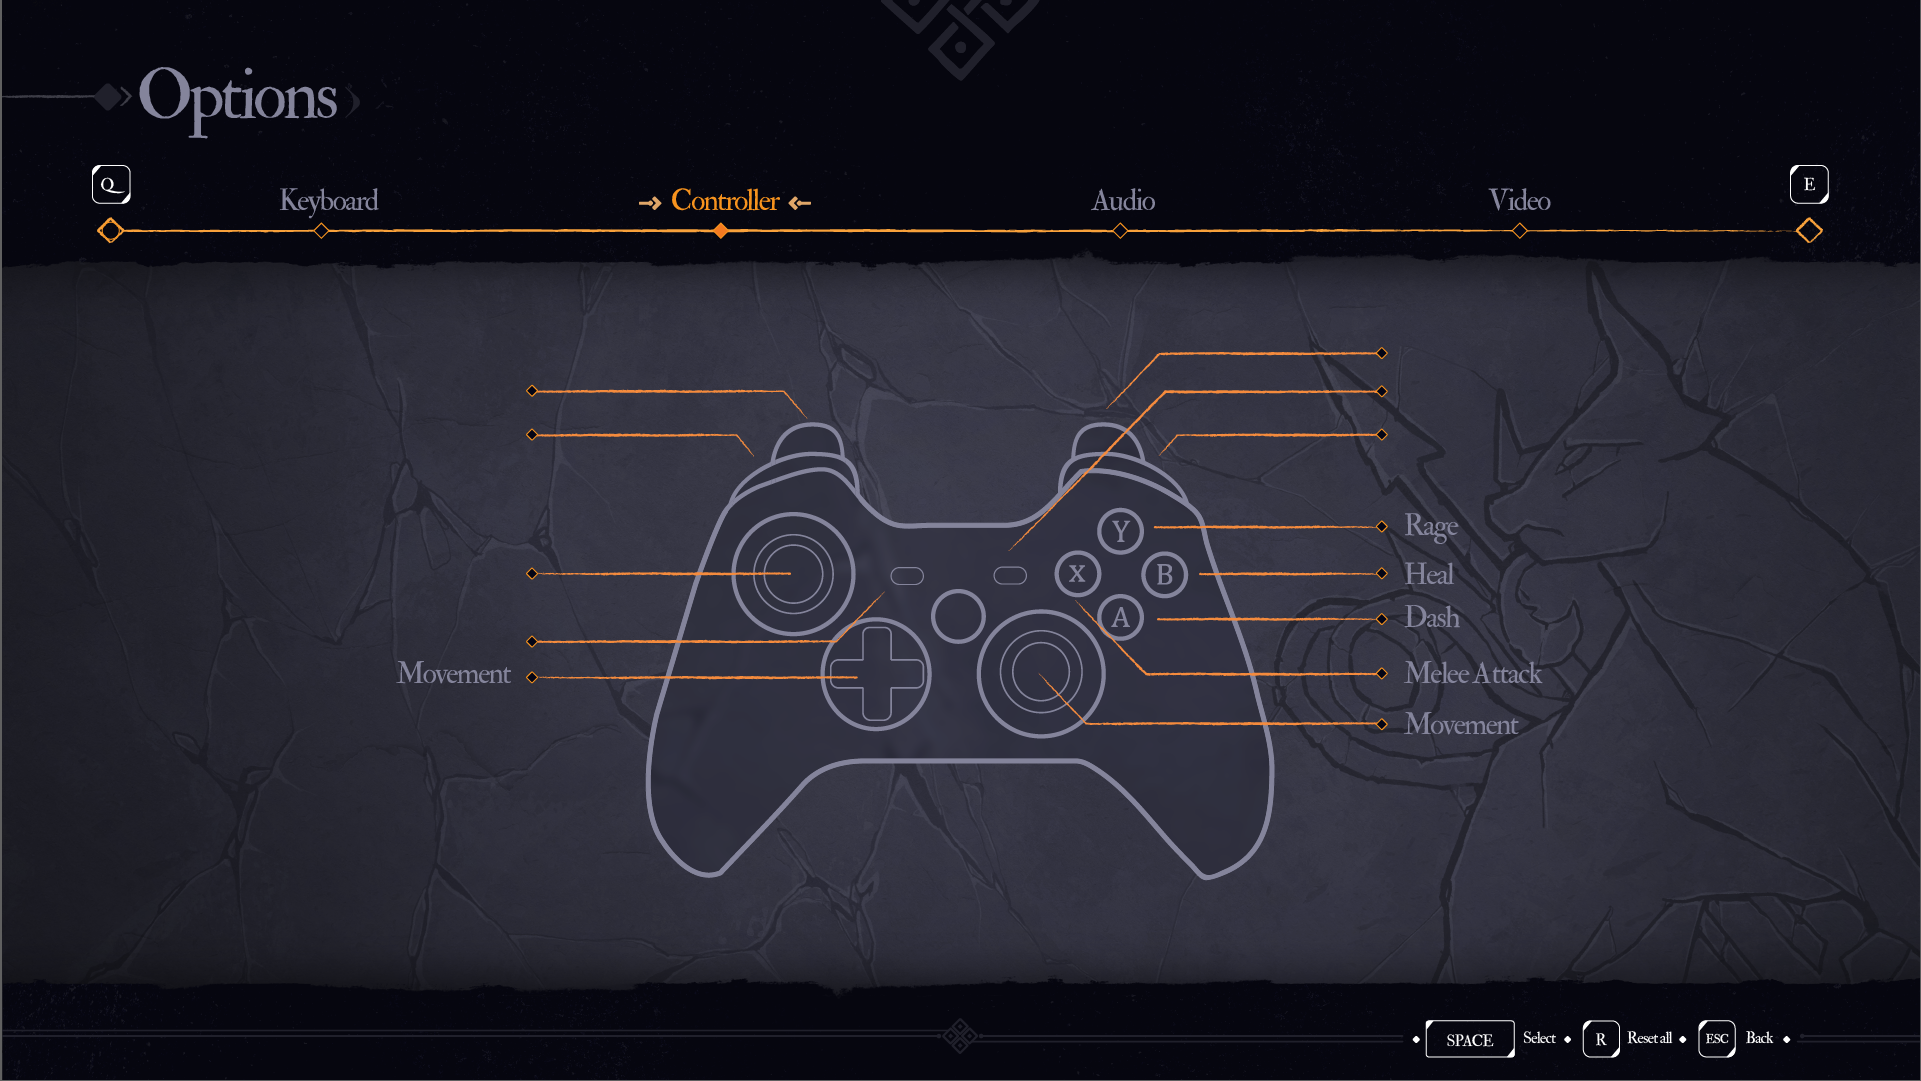 Options
Q
Keyboard
Controller
Audio
Video
E
Y
X
B
A
Rage
Heal
Dash
Melee Attack
Movement
Movement
SPACE Select
R Reset all
ESC Back